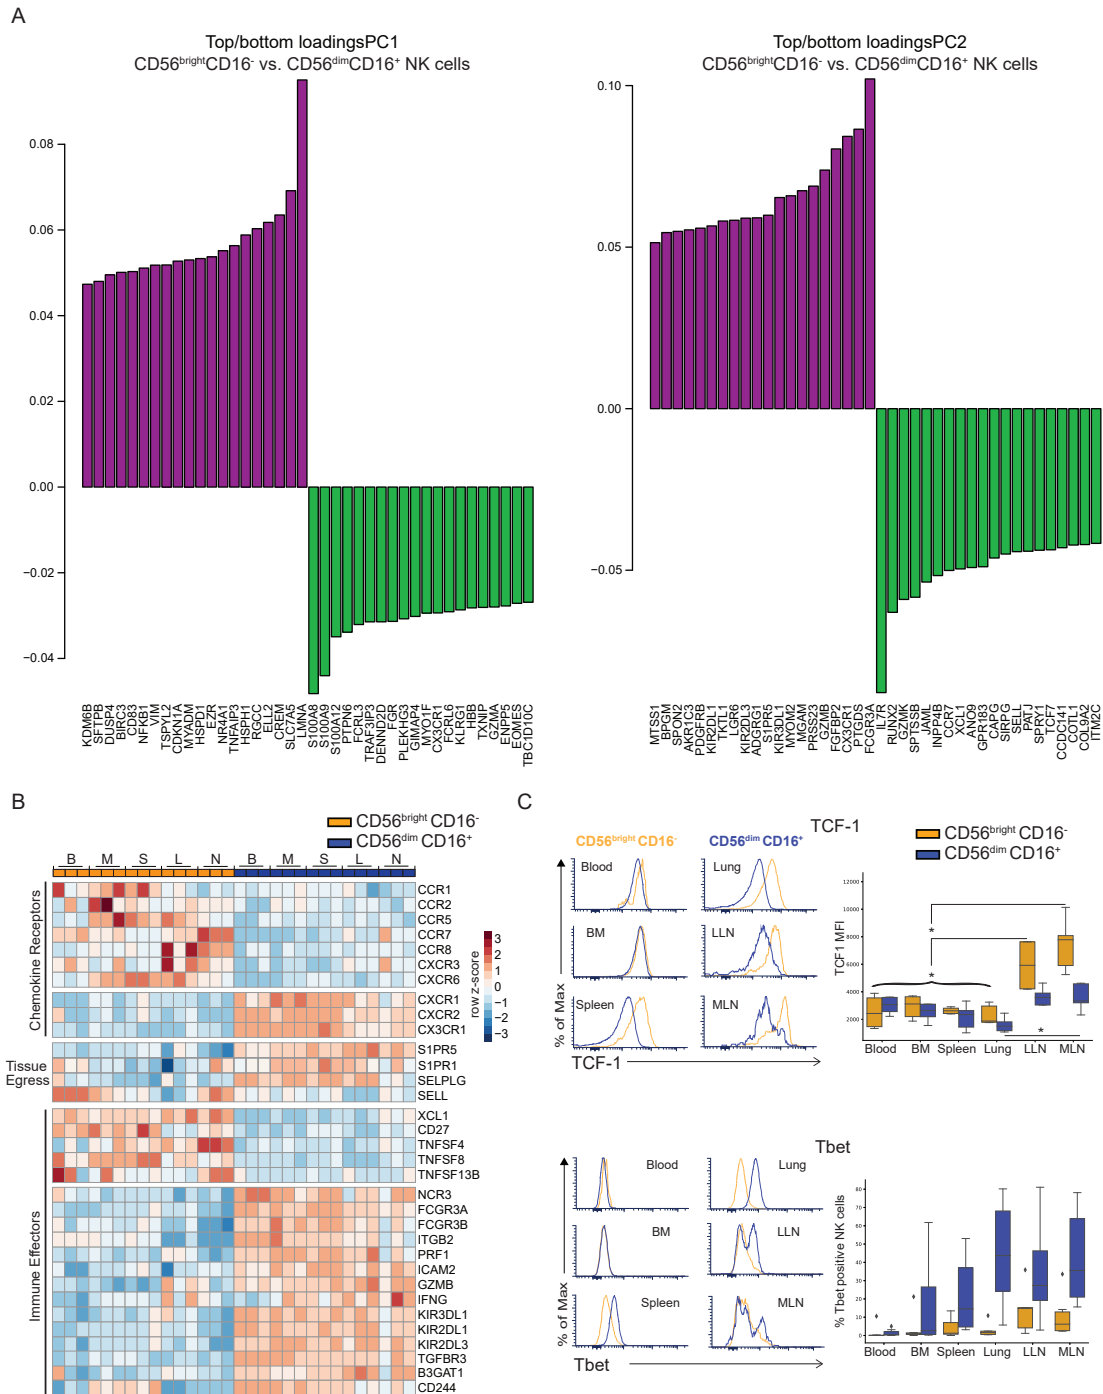 A
Top/bottom loadingsPC1
CD56brightCD16- vs. CD56dimCD16+ NK cells
0.08
0.06
0.04
0.02
0.00
−0.02
−0.04
KDM6B
SFTPB
DUSP4
BIRC3
CD83
NFKB1
VIM
TSPYL2
CDKN1A
MYADM
HSPD1
EZR
NR4A1
TNFAIP3
HSPH1
RGCC
ELL2
CREM
SLC7A5
LMNA
S100A8
S100A9
S100A12
PTPN6
FCRL3
TRAF3IP3
DENND2D
FGR
PLEKHG3
GIMAP4
MYO1F
CX3CR1
FCRL6
KLRG1
HBB
TXNIP
GZMA
ENPP5
EOMES
TBC1D10C
Top/bottom loadingsPC2
CD56brightCD16- vs. CD56dimCD16+ NK cells
0.10
0.05
0.00
−0.05
MTSS1
BPGM
SPON2
AKR1C3
PDGFRB
KIR2DL1
TKTL1
LGR6
KIR2DL3
ADGRG1
S1PR5
KIR3DL1
MYOM2
MGAM
PRSS23
GZMB
FGFBP2
CX3CR1
PTGDS
FCGR3A
IL7R
RUNX2
GZMK
SPTSSB
JAML
INPP4B
CCR7
XCL1
ANO9
GPR183
CAPG
SIRPG
SELL
PATJ
SPRY1
TCF7
CCDC141
COTL1
COL9A2
ITM2C
B
CD56bright CD16-
CD56dim CD16+
B M S L N B M S L N
Chemokine Receptors
CCR1
CCR2
CCR5
CCR7
CCR8
CXCR3
CXCR6
CXCR1
CXCR2
CX3CR1
Tissue
Egress
S1PR5
S1PR1
SELPLG
SELL
Immune Effectors
XCL1
CD27
TNFSF4
TNFSF8
TNFSF13B
NCR3
FCGR3A
FCGR3B
ITGB2
PRF1
ICAM2
GZMB
IFNG
KIR3DL1
KIR2DL1
KIR2DL3
TGFBR3
B3GAT1
CD244
3
2
1
0
−1
−2
−3
row z-score
C
TCF-1
CD56bright CD16-
CD56dim CD16+
CD56bright CD16-
CD56dim CD16+
Blood
Lung
BM
LLN
Spleen
MLN
% of Max
TCF-1
TCF1 MFI
12000
10000
8000
6000
4000
2000
*
*
*
Blood BM Spleen Lung LLN MLN
Tbet
Blood
Lung
BM
LLN
Spleen
MLN
% of Max
Tbet
% Tbet positive NK cells
80
70
60
50
40
30
20
10
0
Blood BM Spleen Lung LLN MLN